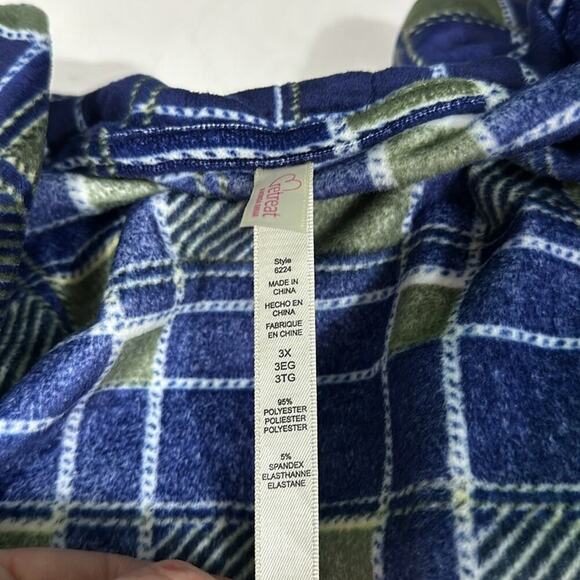 retreat
Style
6224
MADE IN
CHINA
HECHO EN
CHINA
FABRIQUE
EN CHINE
3X
3EG
3TG
95%
POLYESTER
POLIESTER
POLYESTER
5%
SPANDEX
ELASTHANNE
ELASTANE